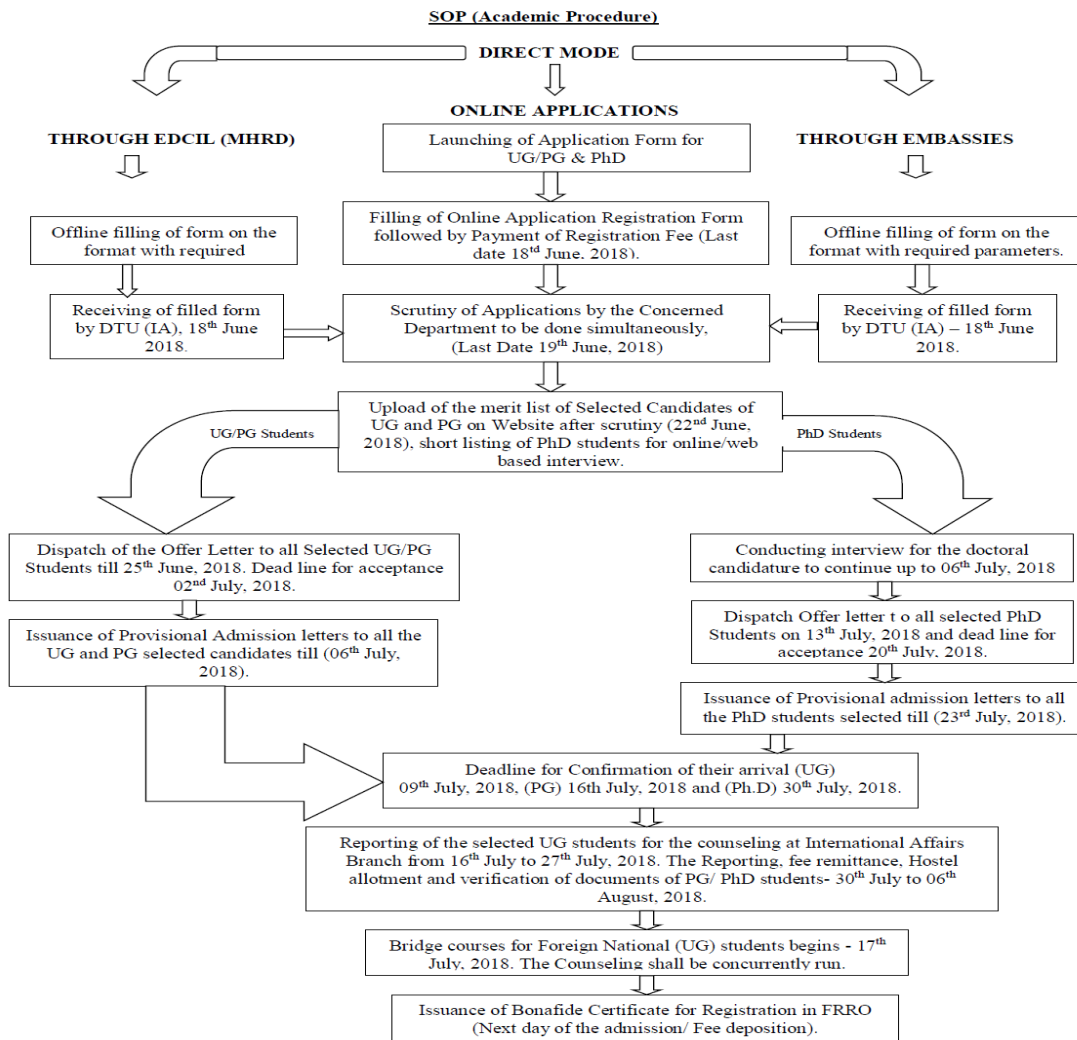 SOP (Academic Procedure)
DIRECT MODE
ONLINE APPLICATIONS
THROUGH EDCIL (MHRD)
THROUGH EMBASSIES
Launching of Application Form for
UG/PG & PhD
Offline filling of form on the
format with required
Filling of Online Application Registration Form
followed by Payment of Registration Fee (Last
date 18rd June, 2018).
Offline filling of form on the
format with required parameters.
Receiving of filled form
by DTU (IA), 18th June
2018.
Scrutiny of Applications by the Concerned
Department to be done simultaneously,
(Last Date 19th June, 2018)
Receiving of filled form
by DTU (IA) – 18th June
2018.
UG/PG Students
Upload of the merit list of Selected Candidates of
UG and PG on Website after scrutiny (22nd June,
2018), short listing of PhD students for online/web
based interview.
PhD Students
Dispatch of the Offer Letter to all Selected UG/PG
Students till 25th June, 2018. Dead line for acceptance
02nd July, 2018.
Issuance of Provisional Admission letters to all the
UG and PG selected candidates till (06th July,
2018).
Conducting interview for the doctoral
candidature to continue up to 06th July, 2018
Dispatch Offer letter t o all selected PhD
Students on 13th July, 2018 and dead line for
acceptance 20th July, 2018.
Issuance of Provisional admission letters to all
the PhD students selected till (23rd July, 2018).
Deadline for Confirmation of their arrival (UG)
09th July, 2018, (PG) 16th July, 2018 and (Ph.D) 30th July, 2018.
Reporting of the selected UG students for the counseling at International Affairs
Branch from 16th July to 27th July, 2018. The Reporting, fee remittance, Hostel
allotment and verification of documents of PG/ PhD students- 30th July to 06th
August, 2018.
Bridge courses for Foreign National (UG) students begins - 17th
July, 2018. The Counseling shall be concurrently run.
Issuance of Bonafide Certificate for Registration in FRRO
(Next day of the admission/ Fee deposition).